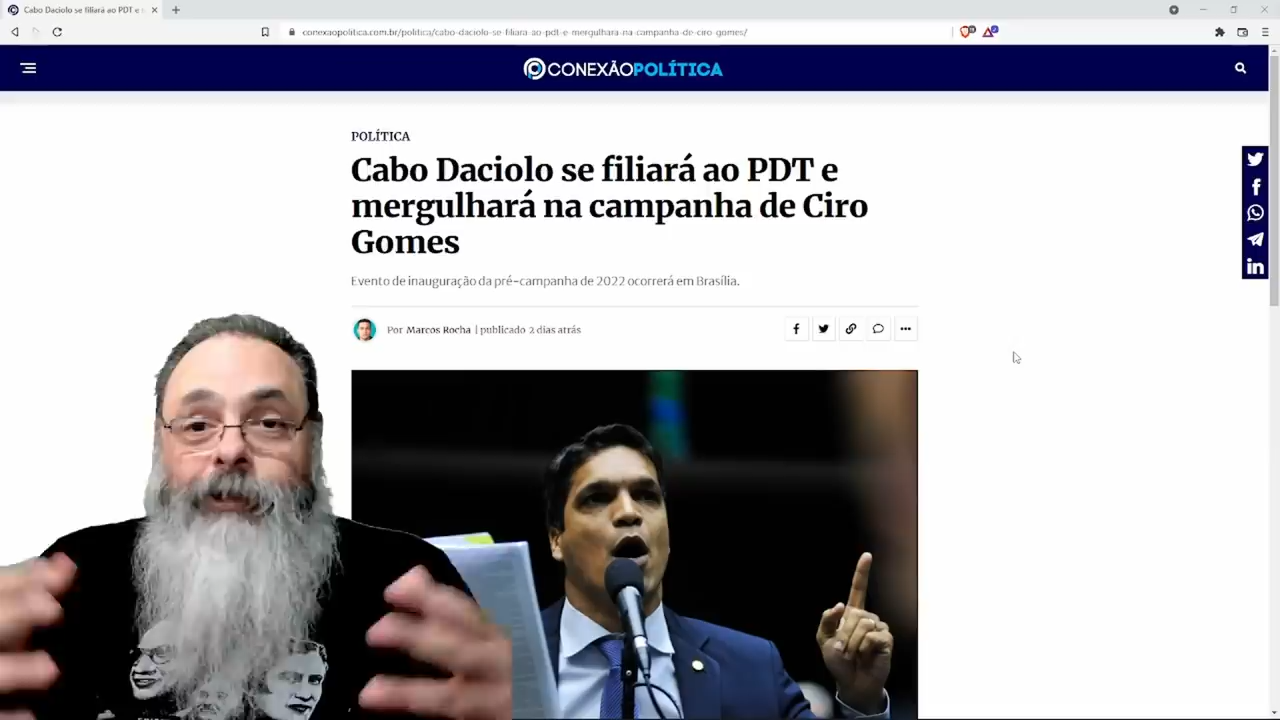 Cabo Daciolo se filiará ao PDT e s
conexaopolitica.com.br/politica/cabo-daciolo-se-filiara-ao-pdt-e-mergulhara-na-campanha-de-ciro-gomes/
CONEXÃOPOLÍTICA
POLÍTICA
Cabo Daciolo se filiará ao PDT e
mergulhará na campanha de Ciro
Gomes
Evento de inauguração da pré-campanha de 2022 ocorrerá em Brasília.
Por Marcos Rocha | publicado 2 dias atrás